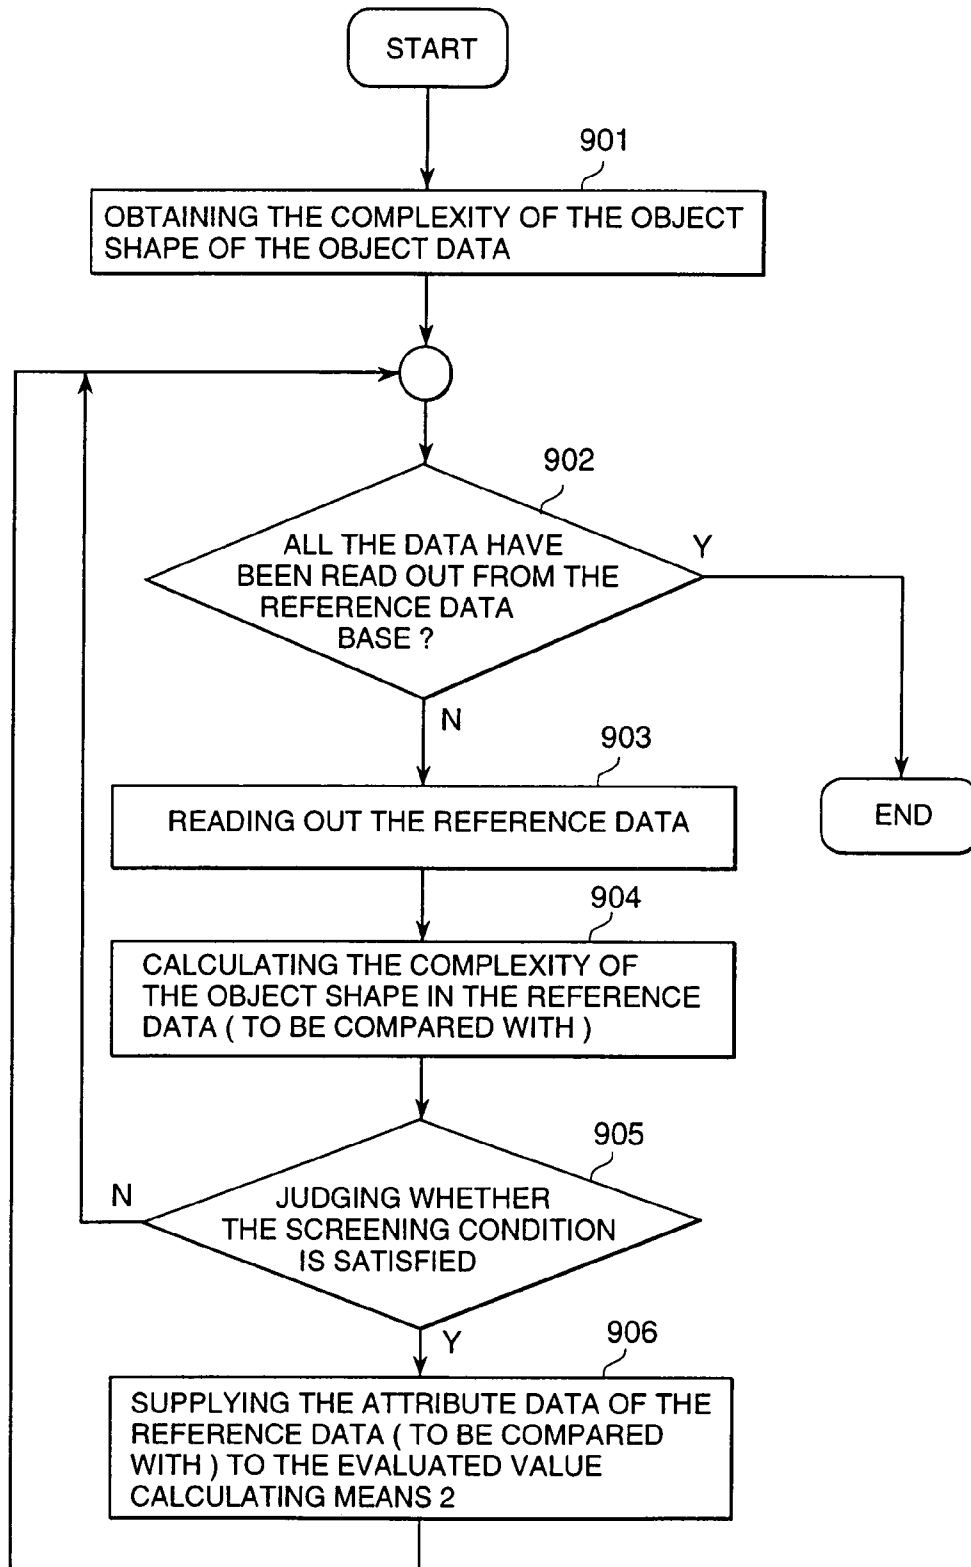 START
901
OBTAINING THE COMPLEXITY OF THE OBJECT
SHAPE OF THE OBJECT DATA
902
ALL THE DATA HAVE
BEEN READ OUT FROM THE
REFERENCE DATA
BASE ?
Y
N
903
READING OUT THE REFERENCE DATA
END
904
CALCULATING THE COMPLEXITY OF
THE OBJECT SHAPE IN THE REFERENCE
DATA ( TO BE COMPARED WITH )
905
N
JUDGING WHETHER
THE SCREENING CONDITION
IS SATISFIED
Y
906
SUPPLYING THE ATTRIBUTE DATA OF THE
REFERENCE DATA ( TO BE COMPARED
WITH ) TO THE EVALUATED VALUE
CALCULATING MEANS 2